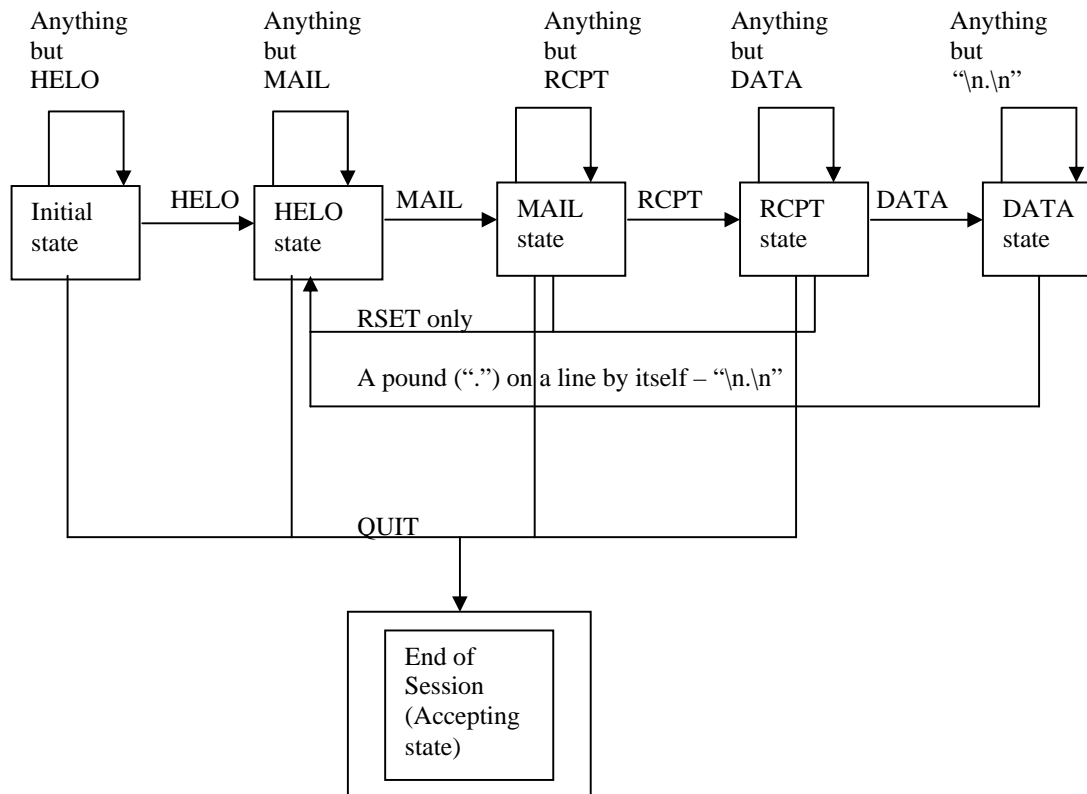 Anything
but
HELO
Anything
but
MAIL
Anything
but
RCPT
Anything
but
DATA
Anything
but
“\n.\n”
Initial
state
HELO
HELO
state
MAIL
MAIL
state
RCPT
RCPT
state
DATA
DATA
state
RSET only
A pound (“.”) on a line by itself – “\n.\n”
QUIT
End of
Session
(Accepting
state)